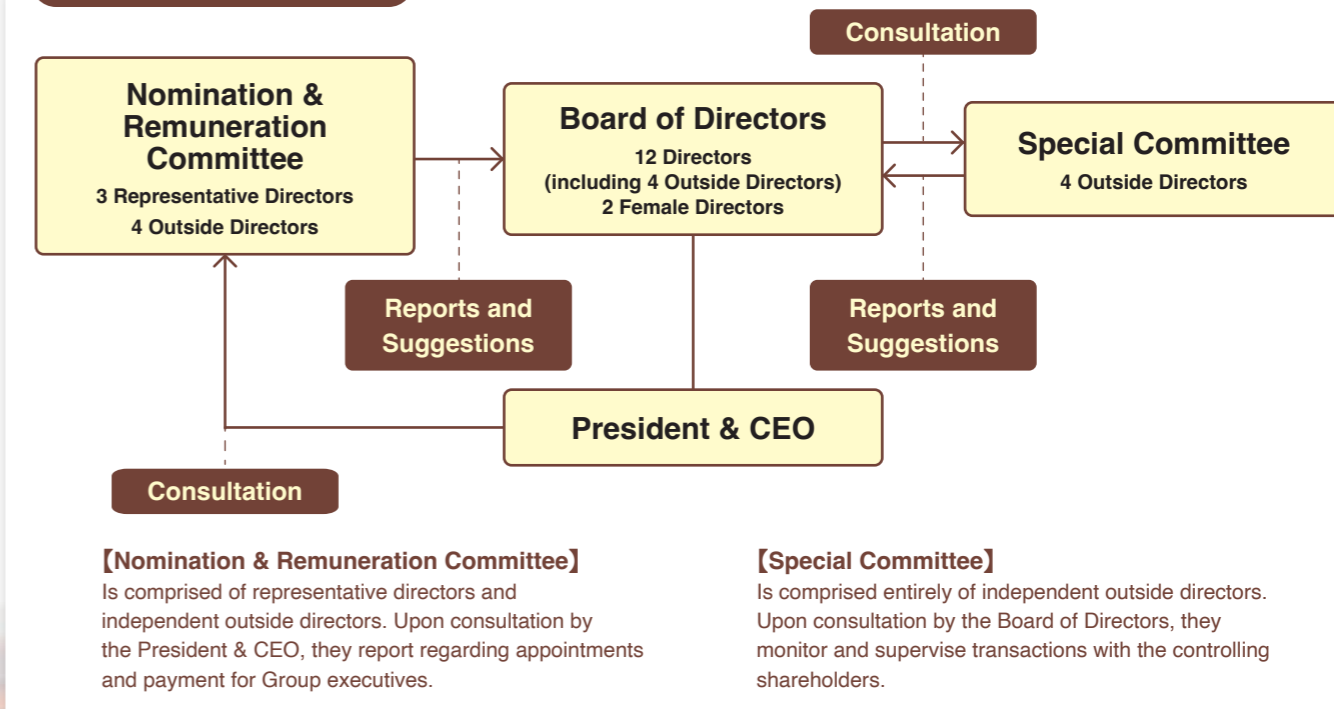 Consultation
Nomination &
Remuneration
Committee
3 Representative Directors
4 Outside Directors
Board of Directors
12 Directors
(including 4 Outside Directors)
2 Female Directors
Special Committee
4 Outside Directors
Reports and
Suggestions
Reports and
Suggestions
President & CEO
Consultation
【Nomination & Remuneration Committee】
Is comprised of representative directors and
independent outside directors. Upon consultation by
the President & CEO, they report regarding appointments
and payment for Group executives.
【Special Committee】
Is comprised entirely of independent outside directors.
Upon consultation by the Board of Directors, they
monitor and supervise transactions with the controlling
shareholders.